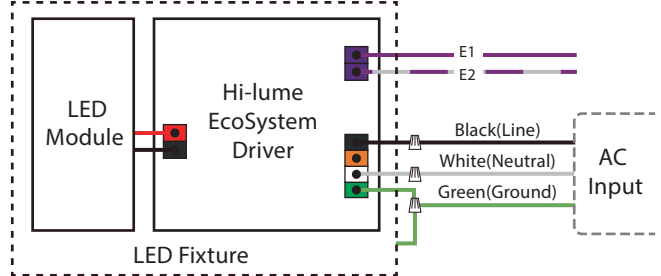 LED
Module
Hi-lume
EcoSystem
Driver
E1
E2
Black(Line)
White(Neutral)
Green(Ground)
AC
Input
LED Fixture